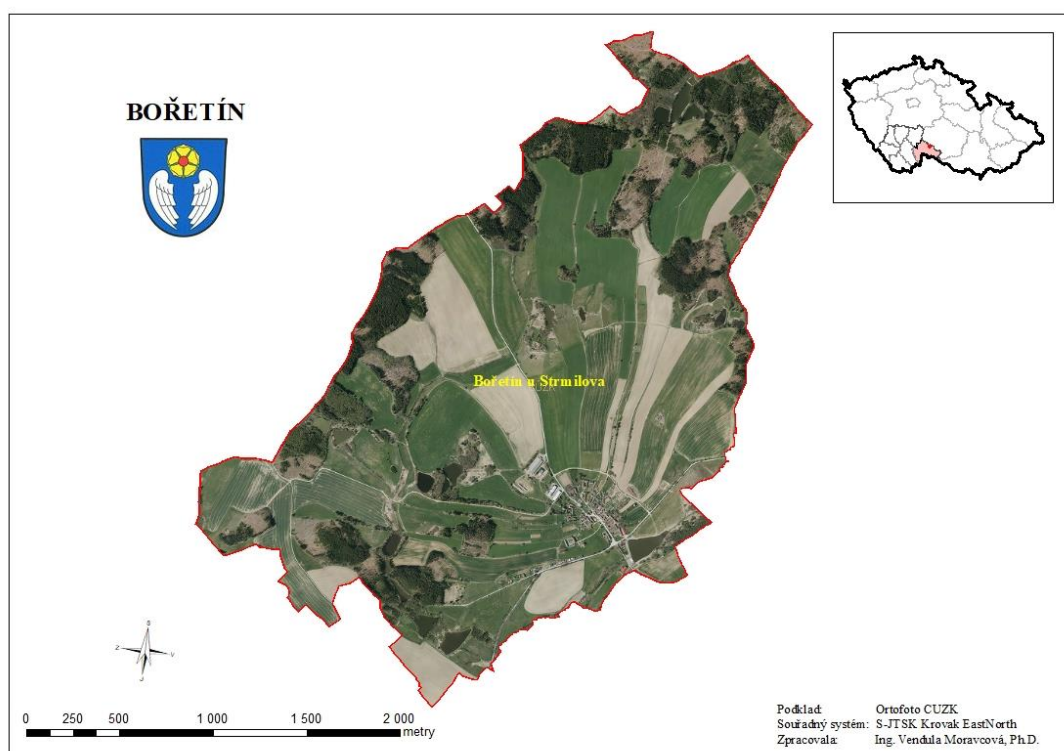 BOŘETÍN
Bořetín u Strmilova
S
Z
V
J
0 250 500 1 000 1 500 2 000
metry
Podklad: Ortofoto CUZK
Souřadný systém: S-JTSK Krovak EastNorth
Zpracovala: Ing. Vendula Moravcová, Ph.D.